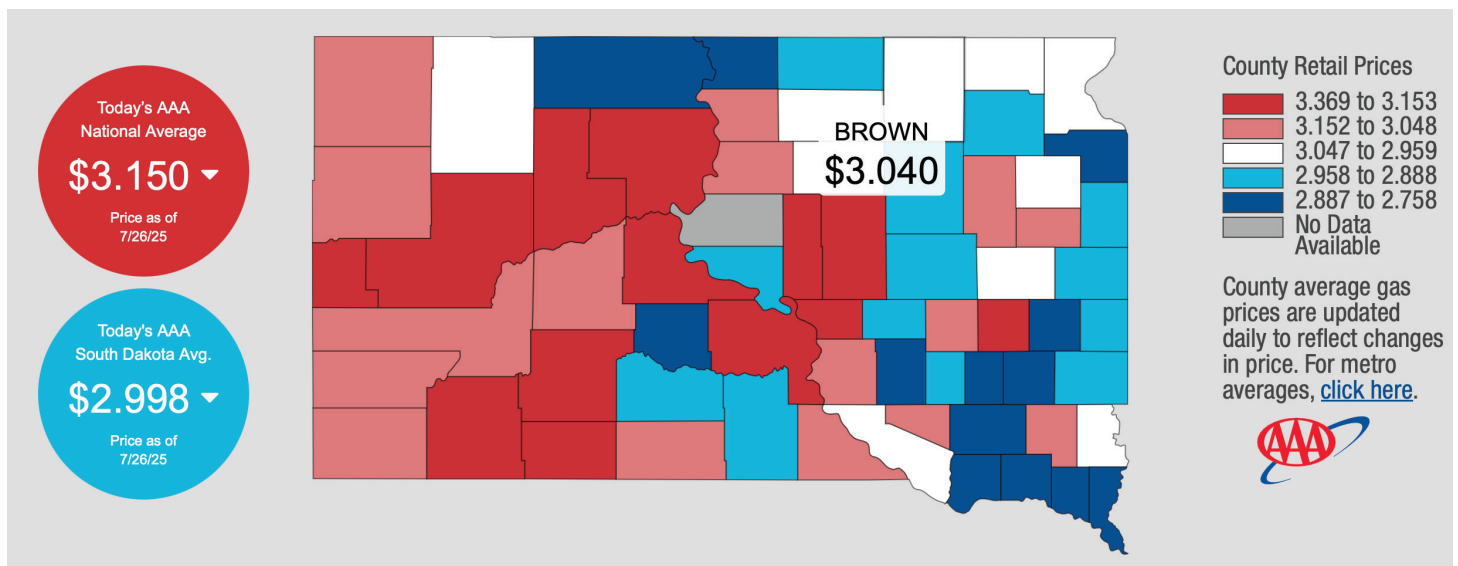 Today's AAA
National Average
$3.150
Price as of
7/26/25
Today's AAA
South Dakota Avg.
$2.998
Price as of
7/26/25
BROWN
$3.040
County Retail Prices
3.369 to 3.153
3.152 to 3.048
3.047 to 2.959
2.958 to 2.888
2.887 to 2.758
No Data
Available
County average gas
prices are updated
daily to reflect changes
in price. For metro
averages, click here.
AAA